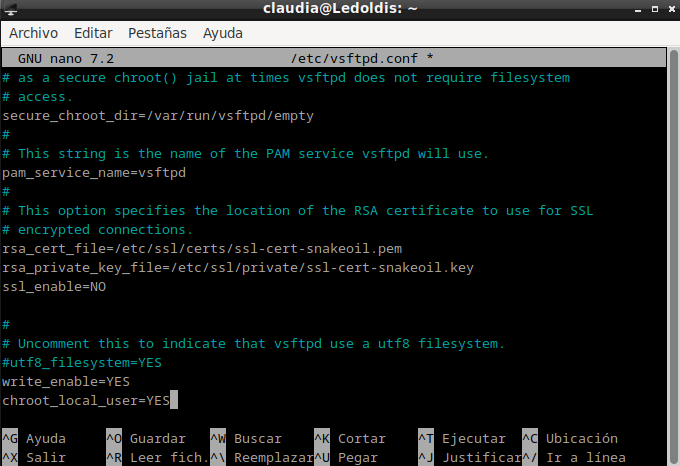 claudia@Ledoldis: ~
Archivo Editar Pestañas Ayuda
GNU nano 7.2 /etc/vsftpd.conf *
# as a secure chroot() jail at times vsftpd does not require filesystem
# access.
secure_chroot_dir=/var/run/vsftpd/empty
#
# This string is the name of the PAM service vsftpd will use.
pam_service_name=vsftpd
#
# This option specifies the location of the RSA certificate to use for SSL
# encrypted connections.
rsa_cert_file=/etc/ssl/certs/ssl-cert-snakeoil.pem
rsa_private_key_file=/etc/ssl/private/ssl-cert-snakeoil.key
ssl_enable=NO
#
# Uncomment this to indicate that vsftpd use a utf8 filesystem.
#utf8_filesystem=YES
write_enable=YES
chroot_local_user=YES
^G Ayuda ^O Guardar ^W Buscar ^K Cortar ^T Ejecutar ^C Ubicación
^X Salir ^R Leer fich. ^\ Reemplazar ^U Pegar ^J Justificar ^/ Ir a línea